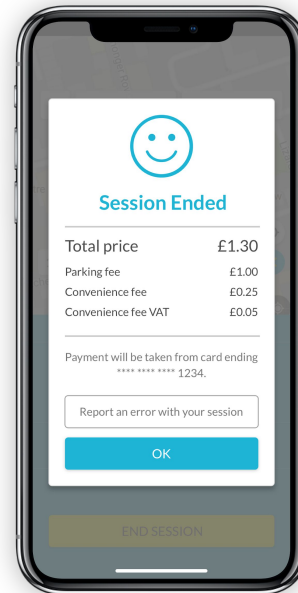 Session Ended
Total price £1.30
Parking fee £1.00
Convenience fee £0.25
Convenience fee VAT £0.05
Payment will be taken from card ending
**** **** **** 1234.
Report an error with your session
OK
END SESSION